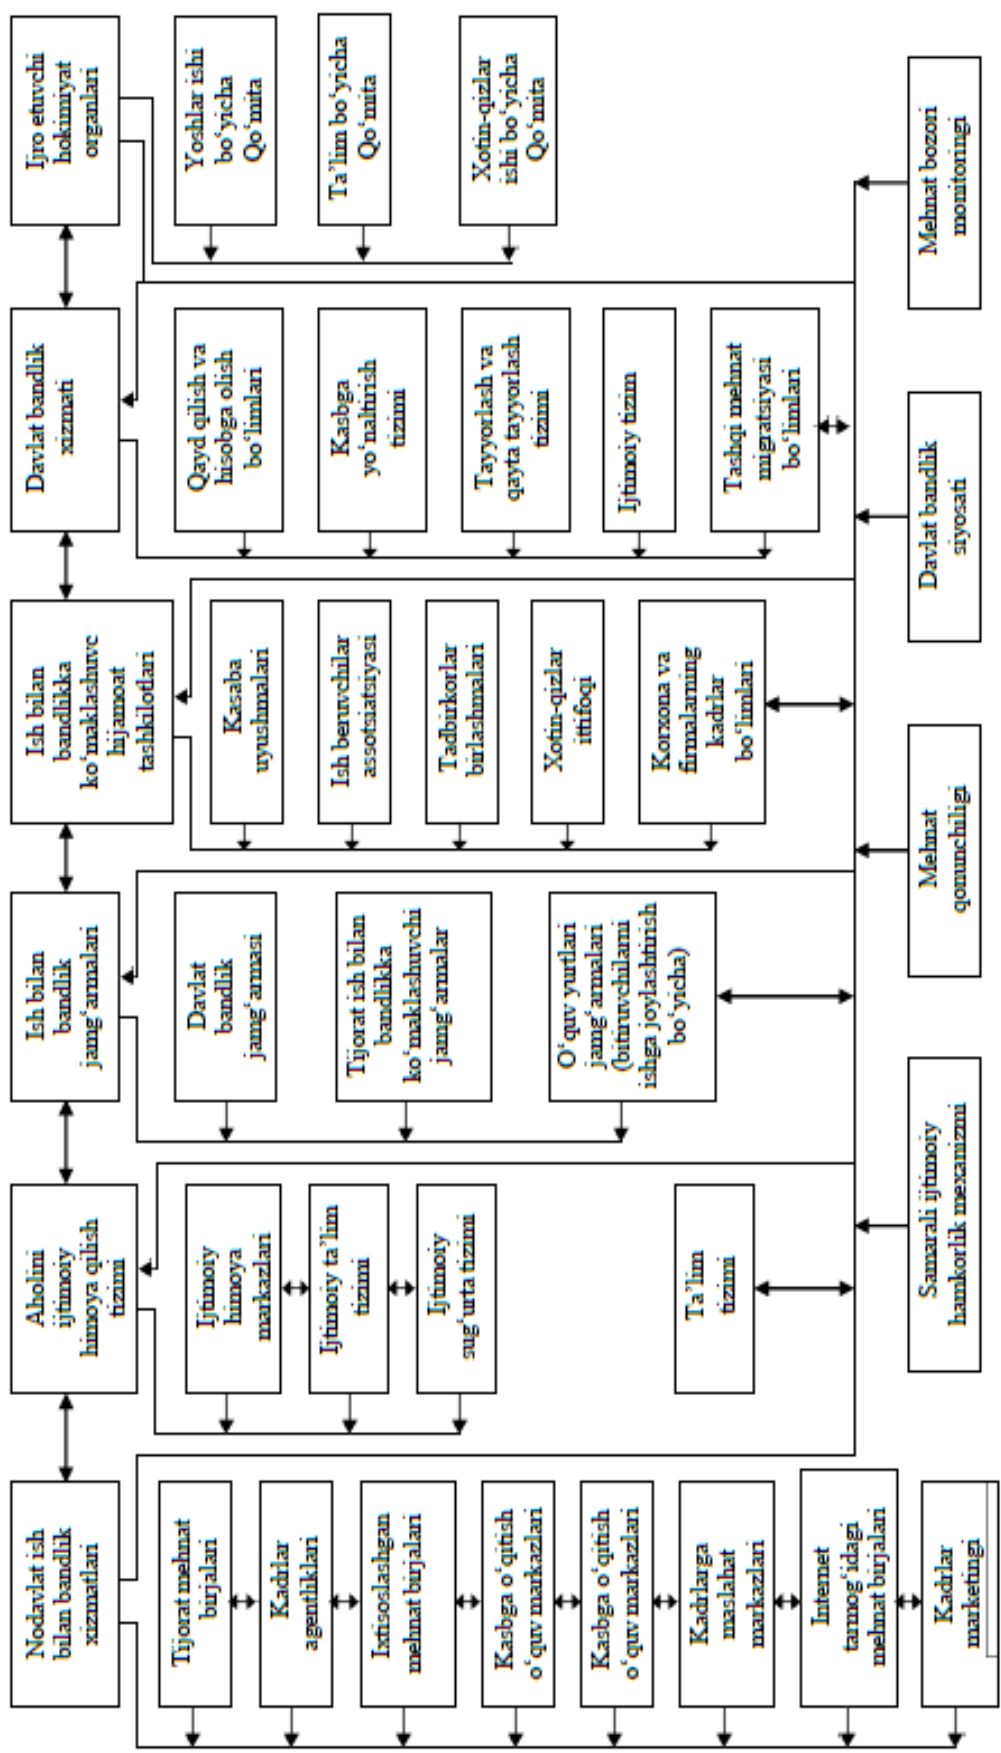 Nodavlat ish
bilan bandlik
xizmatlari
Aholini
ijtimoiy
himoya qilish
tizimi
Ish bilan
bandlik
jamg‘armalari
Ish bilan
bandlikka
ko‘maklashuvc
hijamoat
tashkilotlari
Davlat bandlik
xizmati
Ijro etuvchi
hokimiyat
organlari
Tijorat mehnat
birjalari
Kadrlar
agentliklari
Ixtisoslashgan
mehnat birjalari
Kasbga o‘qitish
o‘quv markazlari
Kasbga o‘qitish
o‘quv markazlari
Kadrlarga
maslahat
markazlari
Internet
tarmog‘idagi
mehnat birjalari
Kadrlar
marketingi
Ijtimoiy
himoya
markazlari
Ijtimoiy ta’lim
tizimi
Ijtimoiy
sug‘urta tizimi
Ta’lim
tizimi
Davlat
bandlik
jamg‘armasi
Tijorat ish bilan
bandlikka
ko‘maklashuvchi
jamg‘armalar
O‘quv yurtlari
jamg‘armalari
(bitiruvchilarni
ishga joylashtirish
bo‘yicha)
Kasaba
uyushmalari
Ish beruvchilar
assotsiatsiyasi
Tadbirkorlar
birlashmalari
Xotin-qizlar
ittifoqi
Korxona va
firmalarning
kadrlar
bo‘limlari
Qayd qilish va
hisobga olish
bo‘limlari
Kasbga
yo‘naltirish
tizimi
Tayyorlash va
qayta tayyorlash
tizimi
Ijtimoiy tizim
Tashqi mehnat
migratsiyasi
bo‘limlari
Yoshlar ishi
bo‘yicha
Qo‘mita
Ta’lim bo‘yicha
Qo‘mita
Xotin-qizlar
ishi bo‘yicha
Qo‘mita
Samarali ijtimoiy
hamkorlik mexanizmi
Mehnat
qonunchiligi
Davlat bandlik
siyosati
Mehnat bozori
monitoringi